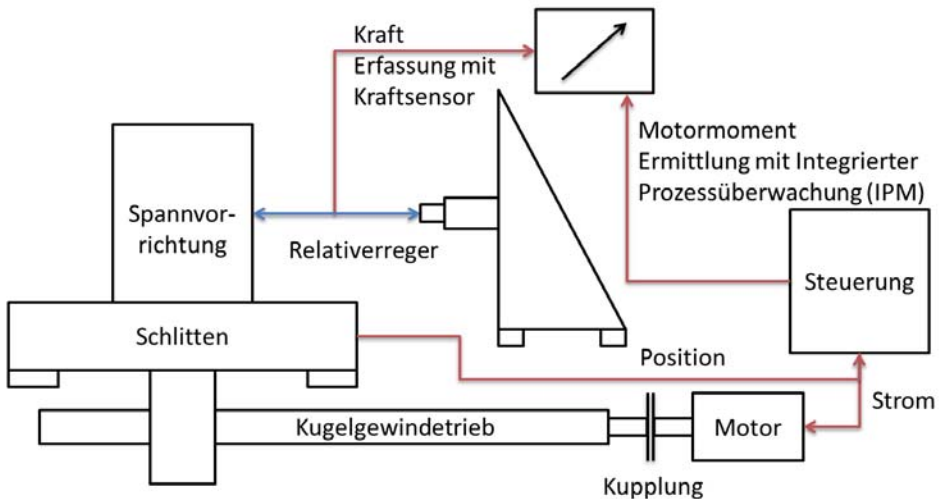 Kraft
Erfassung mit
Kraftsensor
Motormoment
Ermittlung mit Integrierter
Prozessüberwachung (IPM)
Spannvor-
richtung
Relativerreger
Steuerung
Schlitten
Position
Strom
Kugelgewindetrieb
Motor
Kupplung